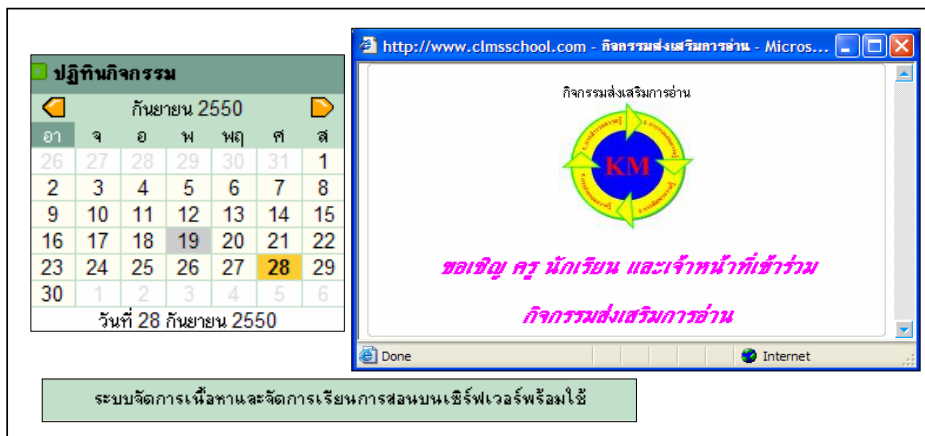 ปฏิทินกิจกรรม
กันยายน 2550
อา จ อ พ พฤ ศ ส
26 27 28 29 30 31 1
2 3 4 5 6 7 8
9 10 11 12 13 14 15
16 17 18 19 20 21 22
23 24 25 26 27 28 29
30 1 2 3 4 5 6
วันที่ 28 กันยายน 2550
http://www.clmsschool.com - กิจกรรมส่งเสริมการอ่าน - Micros...
กิจกรรมส่งเสริมการอ่าน
KM
ขอเชิญ ครู นักเรียน และเจ้าหน้าที่เข้าร่วม
กิจกรรมส่งเสริมการอ่าน
Done
Internet
ระบบจัดการเนื้อหาและจัดการเรียนการสอนบนเซิร์ฟเวอร์พร้อมใช้